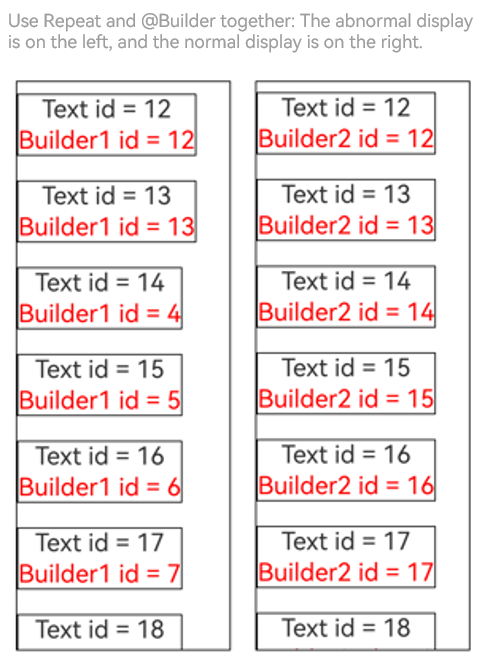 Use Repeat and @Builder together: The abnormal display
is on the left, and the normal display is on the right.
Text id = 12
Builder1 id = 12
Text id = 13
Builder1 id = 13
Text id = 14
Builder1 id = 4
Text id = 15
Builder1 id = 5
Text id = 16
Builder1 id = 6
Text id = 17
Builder1 id = 7
Text id = 18
Text id = 12
Builder2 id = 12
Text id = 13
Builder2 id = 13
Text id = 14
Builder2 id = 14
Text id = 15
Builder2 id = 15
Text id = 16
Builder2 id = 16
Text id = 17
Builder2 id = 17
Text id = 18